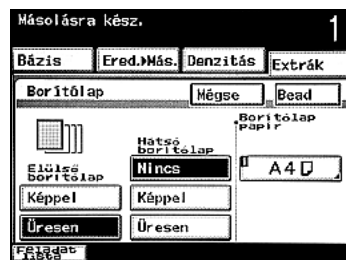 Másolásra kész. 1
Bázis Ered.►Más. Denzitás Extrák
Borítólap Mégse Bead
Elülső
borítólap
Képpel
Üresen
Hátsó
borítólap
Nincs
Képpel
Üresen
Borítólap
papír
A4
Feladat
lista